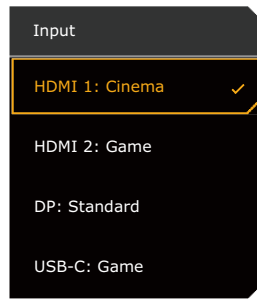 Input
HDMI 1: Cinema
HDMI 2: Game
DP: Standard
USB-C: Game